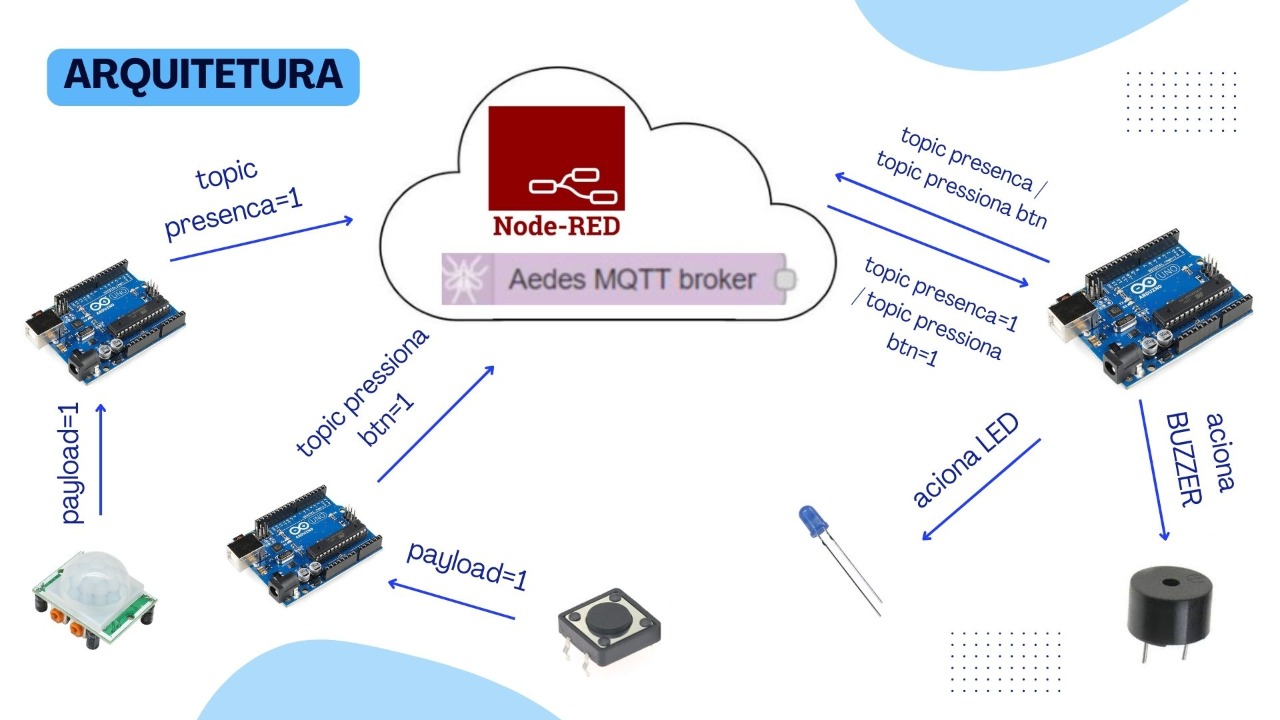 ARQUITETURA
Node-RED
Aedes MQTT broker
topic
presenca=1
topic presenca /
topic pressiona btn
topic presenca=1
/ topic pressiona
btn=1
topic pressiona
btn=1
payload=1
payload=1
aciona LED
aciona
BUZZER